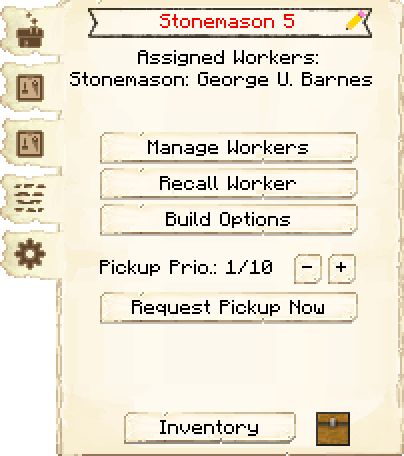 Stonemason 5
Assigned Workers:
Stonemason: George U. Barnes
Manage Workers
Recall Worker
Build Options
Pickup Prio.: 1/10 - +
Request Pickup Now
Inventory